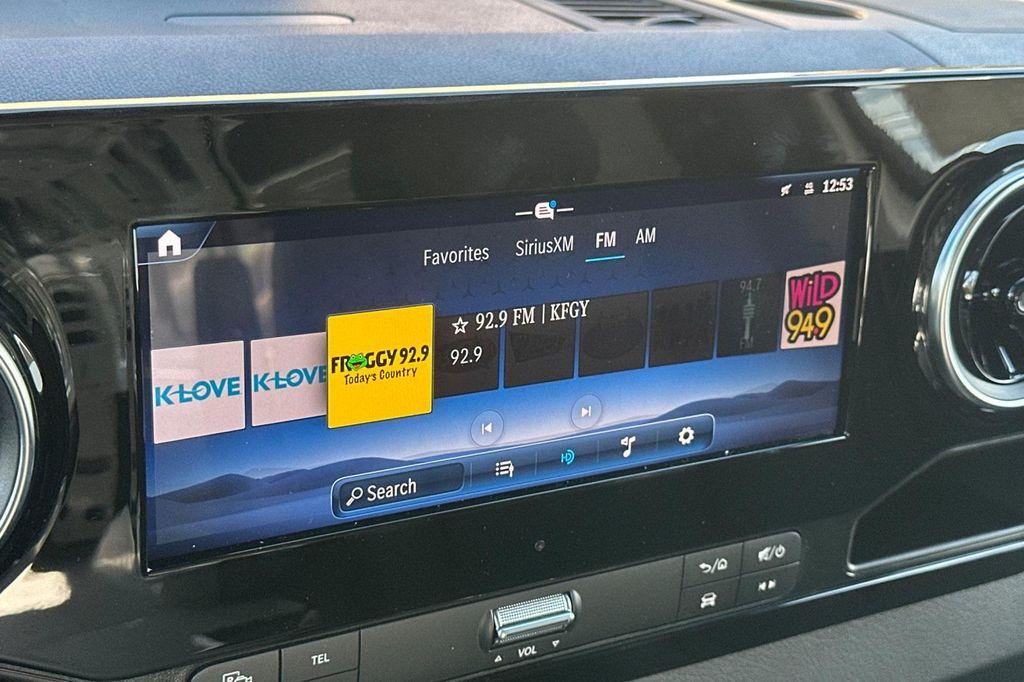 4G 12:53
Favorites SiriusXM FM AM
92.9 FM | KFGY
92.9
K-LOVE
K-LOVE
FROGGY 92.9
Today's Country
94.7
FM
WiLD
94.9
Search
TEL
VOL